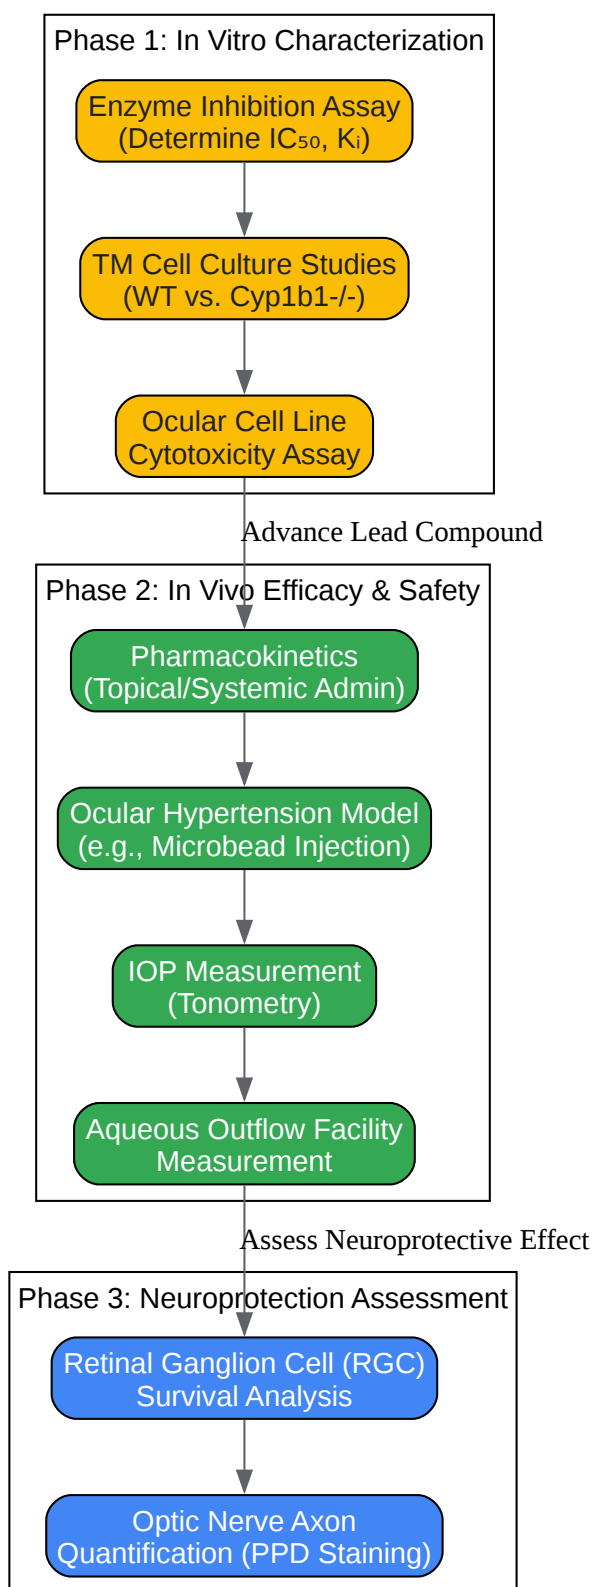 Phase 1: In Vitro Characterization
Enzyme Inhibition Assay
(Determine IC₅₀, Kᵢ)
TM Cell Culture Studies
(WT vs. Cyp1b1-/-)
Ocular Cell Line
Cytotoxicity Assay
Advance Lead Compound
Phase 2: In Vivo Efficacy & Safety
Pharmacokinetics
(Topical/Systemic Admin)
Ocular Hypertension Model
(e.g., Microbead Injection)
IOP Measurement
(Tonometry)
Aqueous Outflow Facility
Measurement
Assess Neuroprotective Effect
Phase 3: Neuroprotection Assessment
Retinal Ganglion Cell (RGC)
Survival Analysis
Optic Nerve Axon
Quantification (PPD Staining)